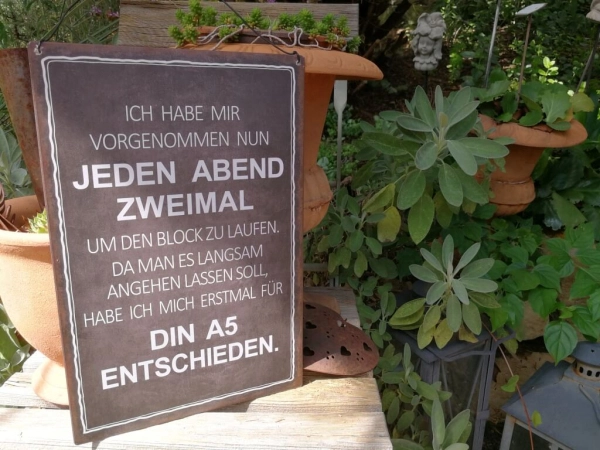 ICH HABE MIR
VORGENOMMEN NUN
JEDEN ABEND
ZWEIMAL
UM DEN BLOCK ZU LAUFEN.
DA MAN ES LANGSAM
ANGEHEN LASSEN SOLL,
HABE ICH MICH ERSTMAL FÜR
DIN A5
ENTSCHIEDEN.